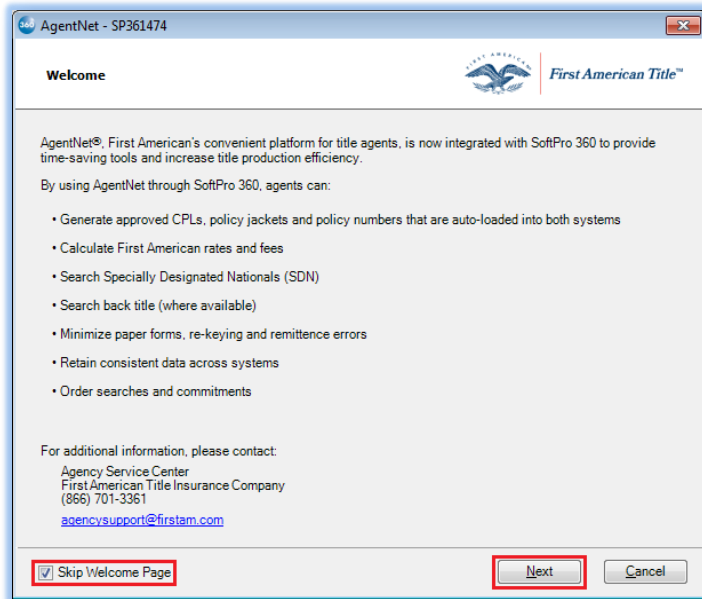 360 AgentNet - SP361474
Welcome
FIRST AMERICAN
First American Title™
AgentNet®, First American's convenient platform for title agents, is now integrated with SoftPro 360 to provide
time-saving tools and increase title production efficiency.
By using AgentNet through SoftPro 360, agents can:
• Generate approved CPLs, policy jackets and policy numbers that are auto-loaded into both systems
• Calculate First American rates and fees
• Search Specially Designated Nationals (SDN)
• Search back title (where available)
• Minimize paper forms, re-keying and remittence errors
• Retain consistent data across systems
• Order searches and commitments
For additional information, please contact:
Agency Service Center
First American Title Insurance Company
(866) 701-3361
agencysupport@firstam.com
Skip Welcome Page
Next
Cancel